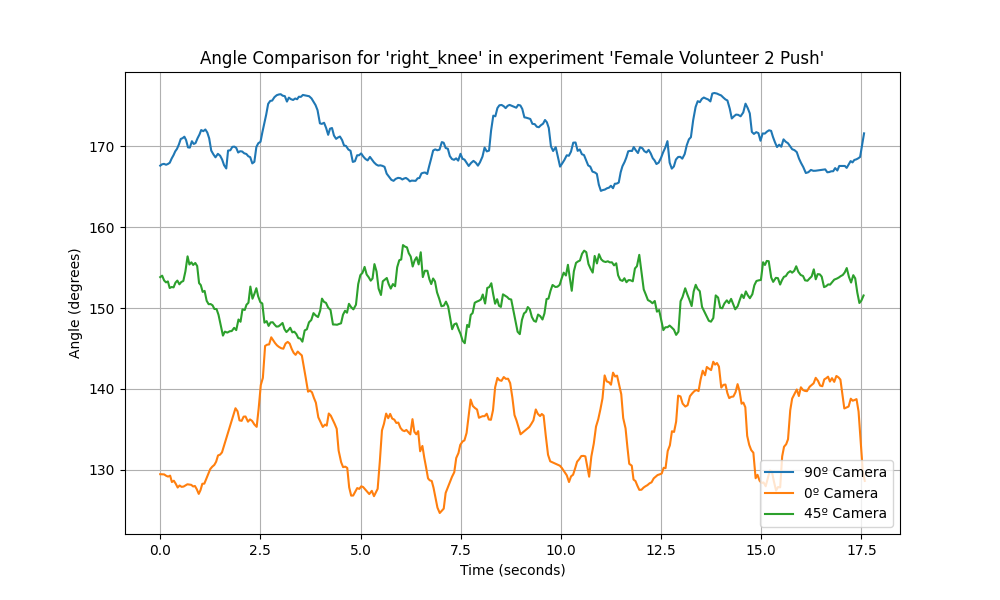 Angle Comparison for 'right_knee' in experiment 'Female Volunteer 2 Push'
Angle (degrees)
170
160
150
140
130
0.0 2.5 5.0 7.5 10.0 12.5 15.0 17.5
Time (seconds)
90º Camera
0º Camera
45º Camera